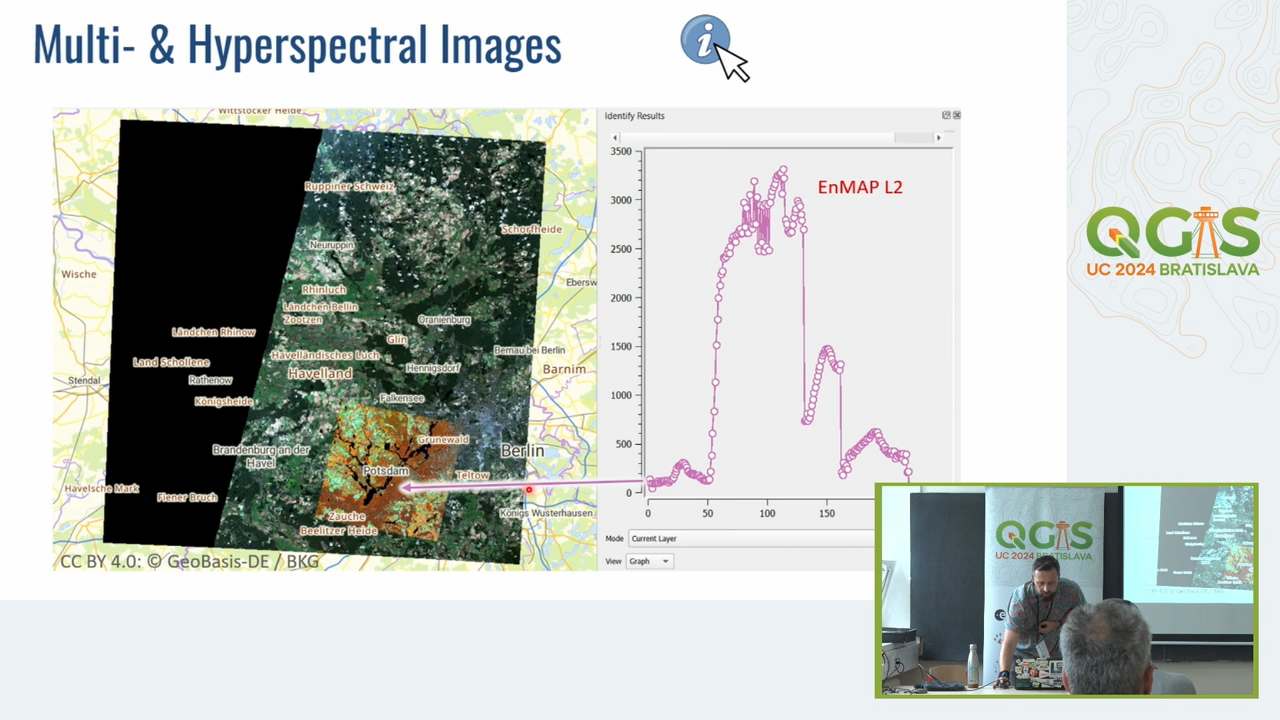 Multi- & Hyperspectral Images
i
Wittstocker Heide
Ruppiner Schweiz
Schorfheide
Neuruppin
Wische
Ebersw
Rhinluch
Ländchen Bellin
Zootzen
Oranienburg
Ländchen Rhinow
Glin
Bernau bei Berlin
Havelländisches Luch
Land Schollene
Hennigsdorf
Barnim
Havelland
Stendal
Rathenow
Königsheide
Falkensee
Grunewald
Brandenburg an der
Havel
Berlin
Potsdam
Teltow
Havelsche Mark
Fiener Bruch
Königs Wusterhausen
Zauche
Beelitzer Heide
CC BY 4.0: © GeoBasis-DE / BKG
Identify Results
3500
3000
2500
2000
1500
1000
500
0
EnMAP L2
0 50 100 150
Mode Current Layer
View Graph
QGIS
UC 2024 BRATISLAVA
QGIS
UC 2024 BRATISLAVA